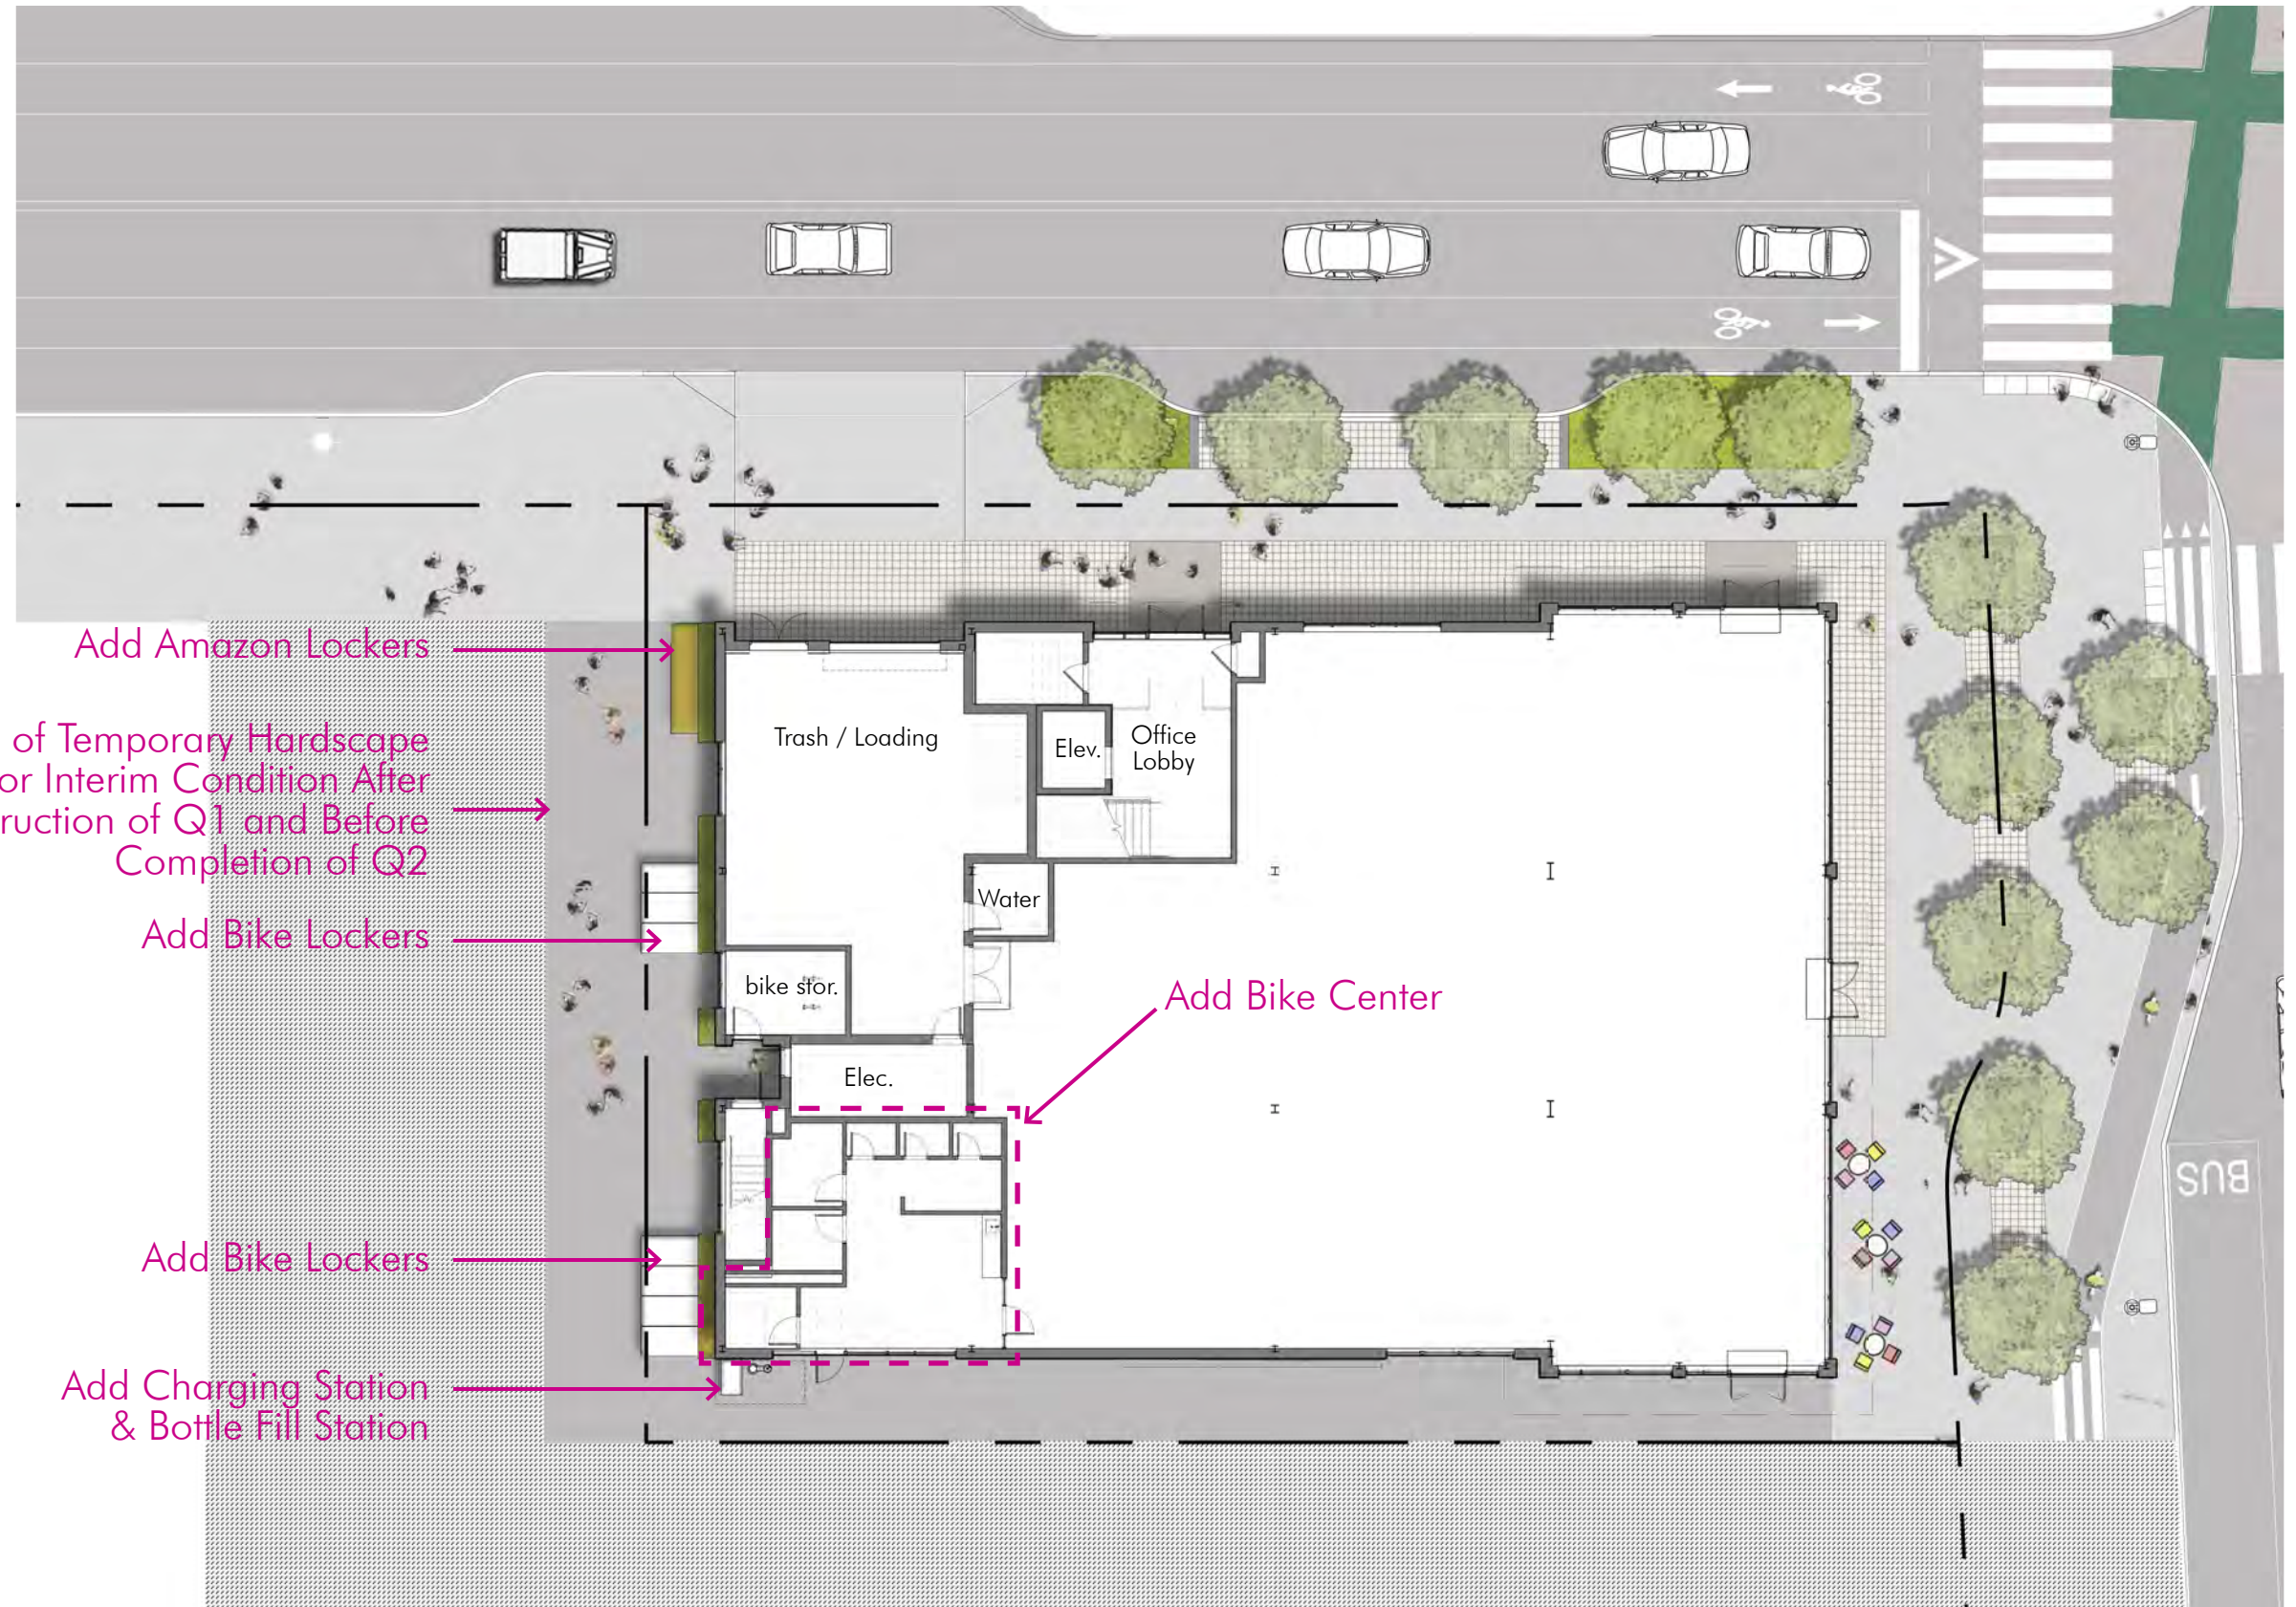 Add Amazon Lockers
of Temporary Hardscape
or Interim Condition After
ruction of Q1 and Before
Completion of Q2
Add Bike Lockers
Add Bike Lockers
Add Charging Station
& Bottle Fill Station
Trash / Loading
Elev.
Office
Lobby
Water
bike stor.
Elec.
Add Bike Center
BUS